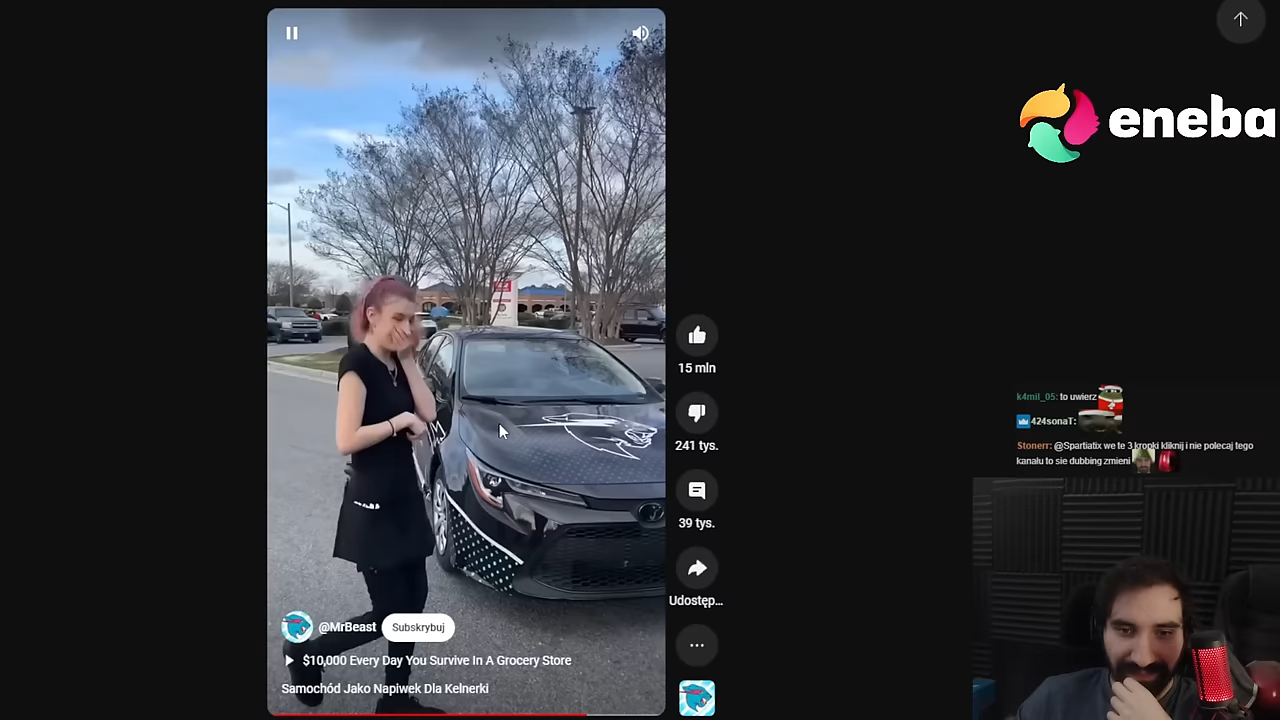 eneba
15 mln
241 tys.
39 tys.
Udostęp...
k4mil_05: to uwierz
424sonaT:
Stonerr: @Spartiatix we te 3 kropki kliknij i nie polecaj tego
kanału to sie dubbing zmieni
@MrBeast Subskrybuj
$10,000 Every Day You Survive In A Grocery Store
Samochód Jako Napiwek Dla Kelnerki